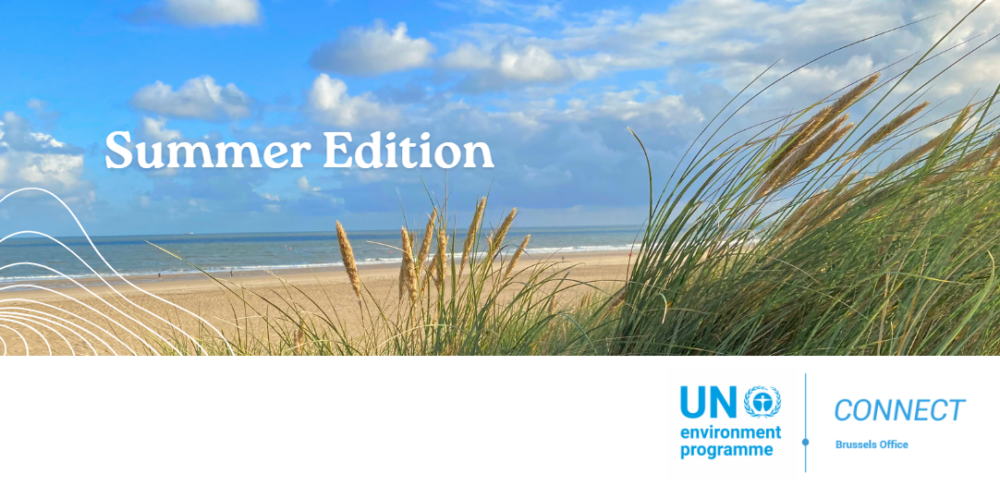 Summer Edition
UN
environment
programme
CONNECT
Brussels Office